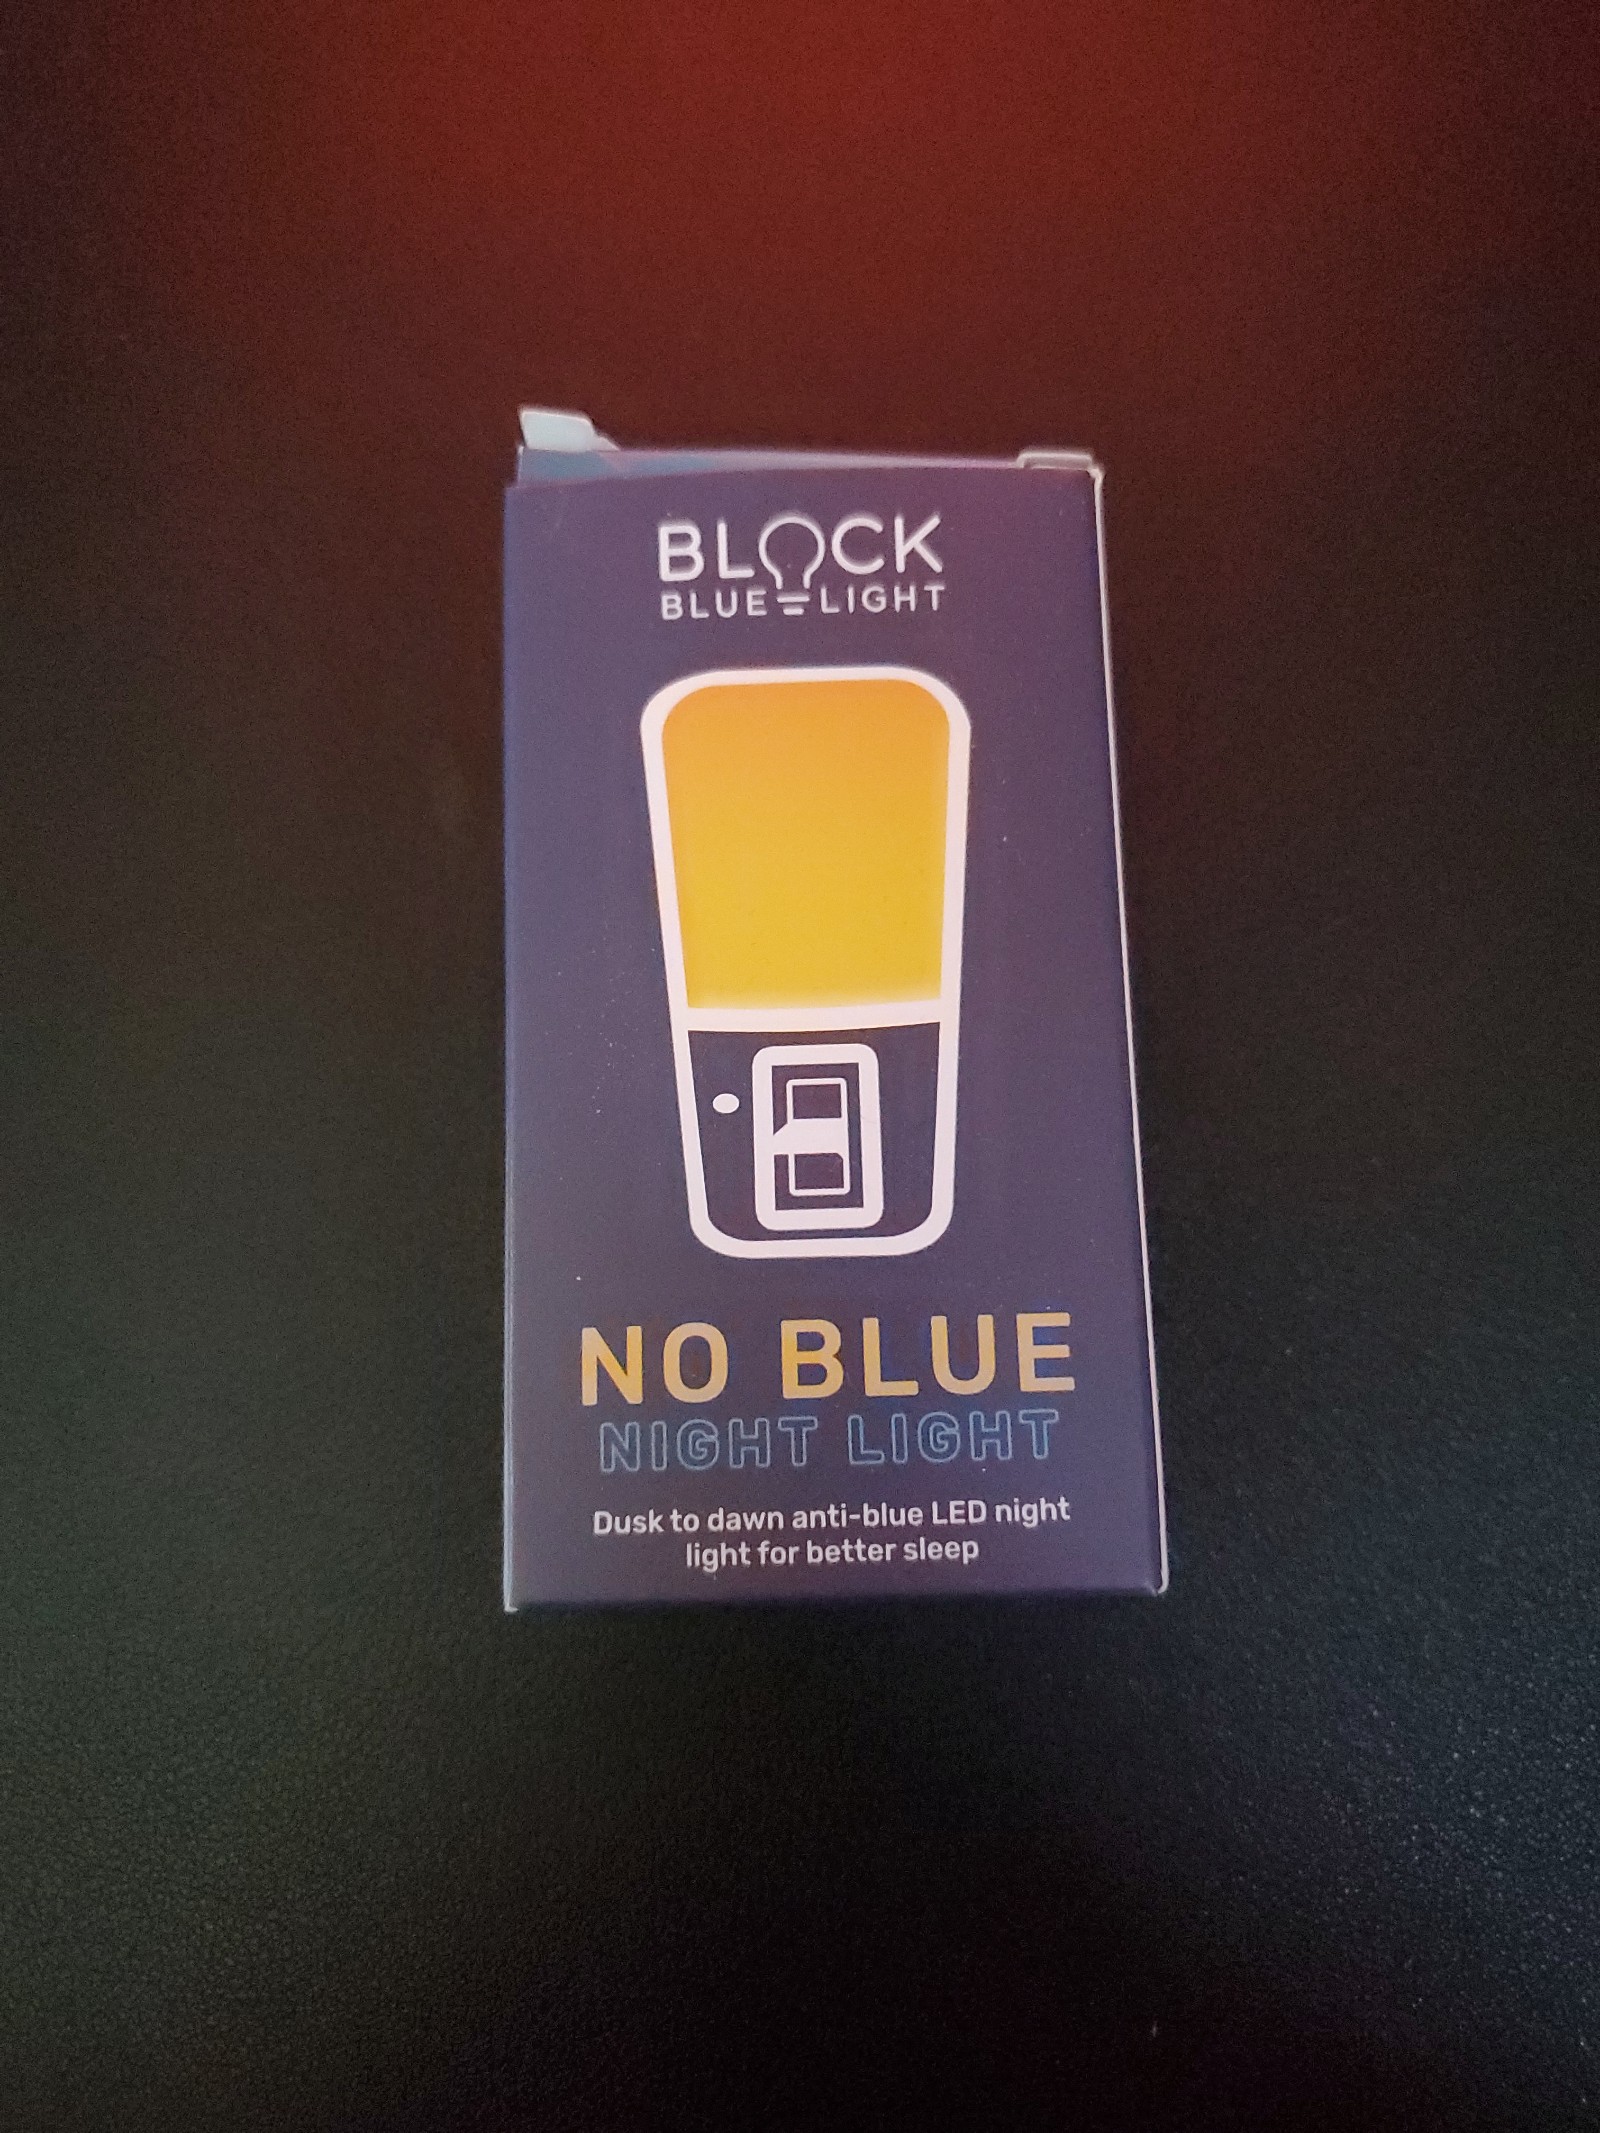 BLOCK
BLUE LIGHT
NO BLUE
NIGHT LIGHT
Dusk to dawn anti-blue LED night
light for better sleep